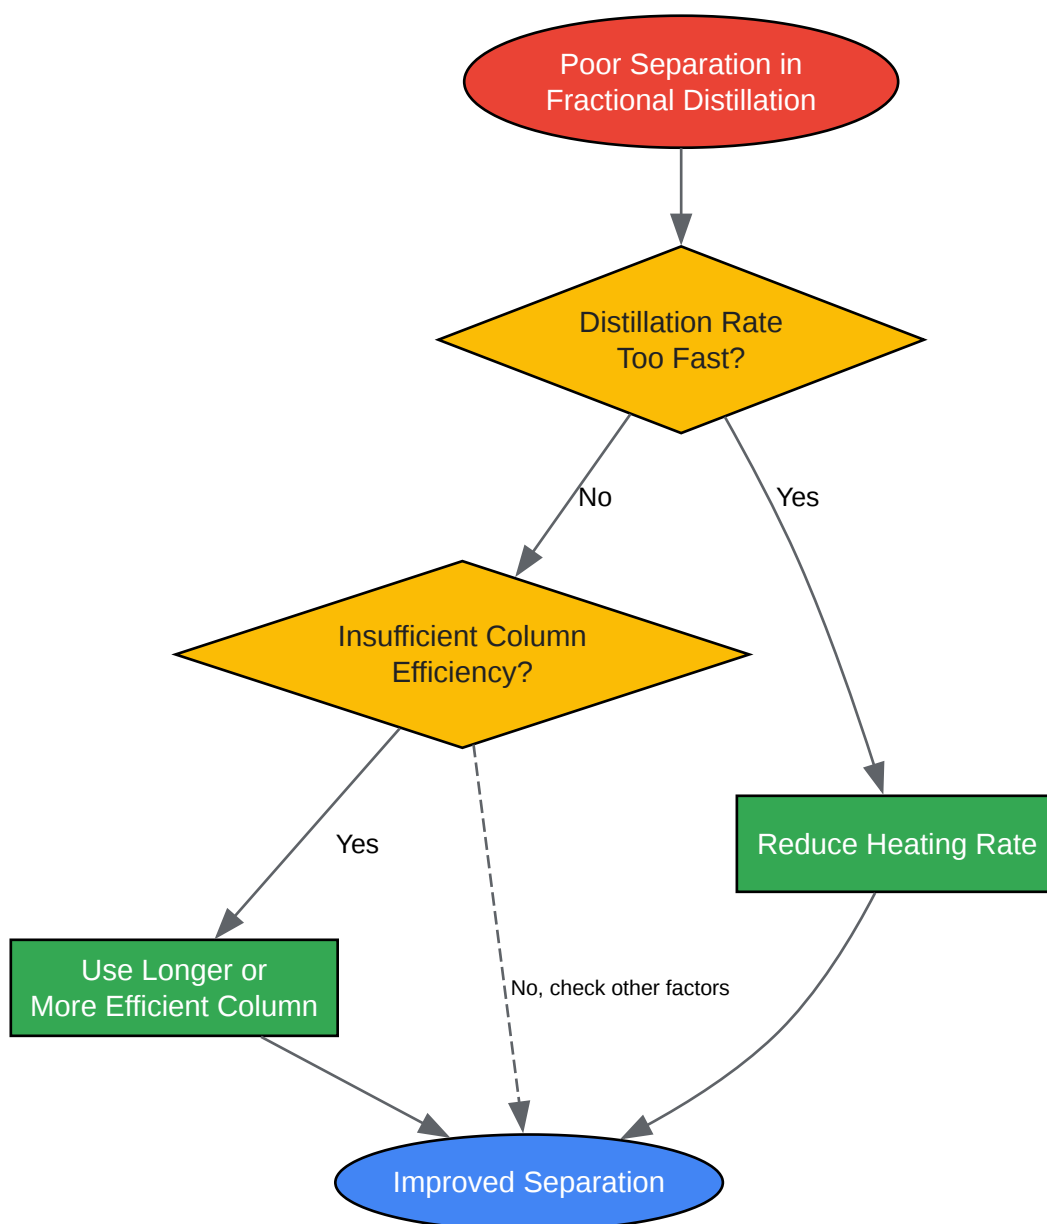 Poor Separation in
Fractional Distillation
Distillation Rate
Too Fast?
No
Yes
Insufficient Column
Efficiency?
Yes
Reduce Heating Rate
Use Longer or
More Efficient Column
No, check other factors
Improved Separation